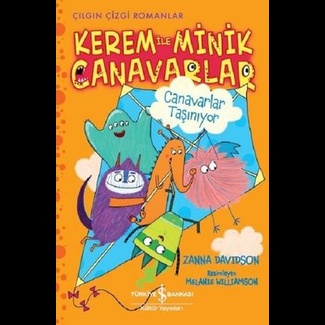 ÇILGIN ÇİZGİ ROMANLAR
KEREM İLE MİNİK
CANAVARLAR
Canavarlar
Taşınıyor
ZANNA DAVIDSON
Resimleyen
MELANIE WILLIAMSON
TÜRKİYE İŞ BANKASI
Kültür Yayınları